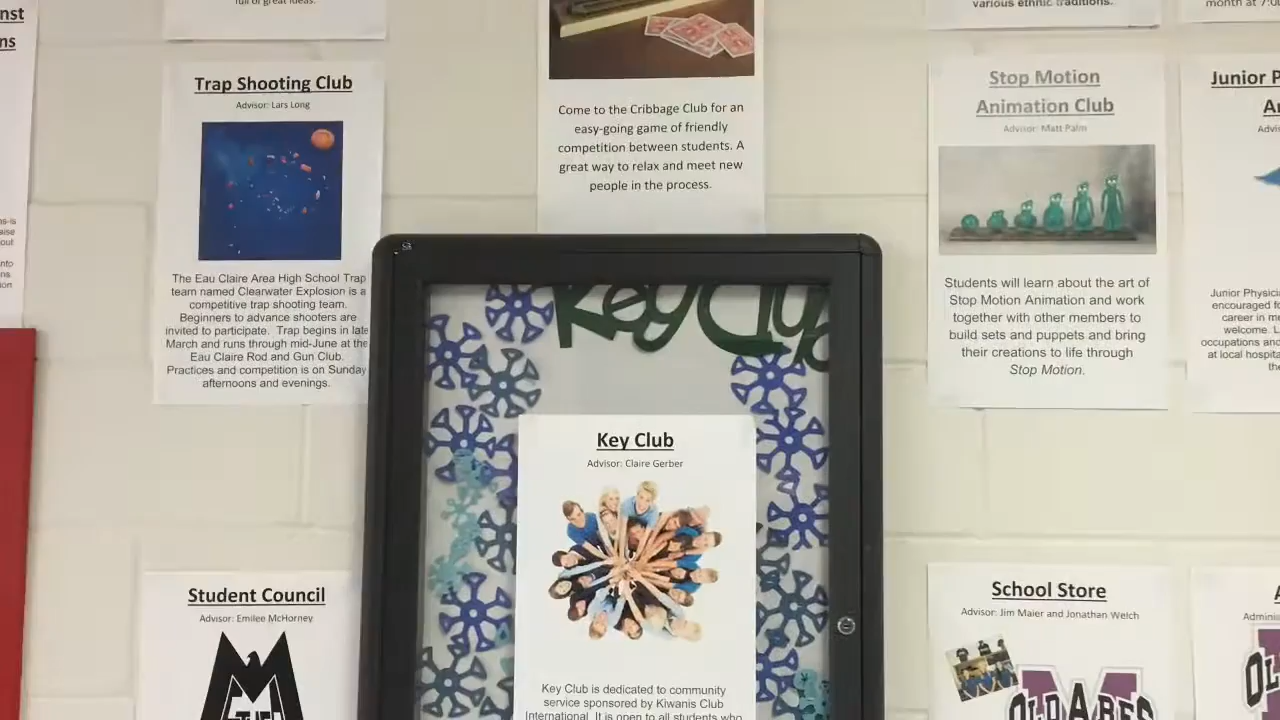 nst
ns
full of great ideas.
Trap Shooting Club
Advisor: Lars Long
The Eau Claire Area High School Trap
team named Clearwater Explosion is a
competitive trap shooting team.
Beginners to advance shooters are
invited to participate. Trap begins in late
March and runs through mid-June at the
Eau Claire Rod and Gun Club.
Practices and competition is on Sunday
afternoons and evenings.
Student Council
Advisor: Emilee McHorney
Come to the Cribbage Club for an
easy-going game of friendly
competition between students. A
great way to relax and meet new
people in the process.
Key Club
Key Club
Advisor: Claire Gerber
Key Club is dedicated to community
service sponsored by Kiwanis Club
International. It is open to all students who
various ethnic traditions.
Stop Motion
Animation Club
Advisor: Matt Palm
Students will learn about the art of
Stop Motion Animation and work
together with other members to
build sets and puppets and bring
their creations to life through
Stop Motion.
School Store
Advisor: Jim Maier and Jonathan Welch
OLD ABES
month at 7:0
Junior P
Advis
Junior Physici
encouraged fo
career in me
welcome. L
occupations and
at local hospita
the
Adminis
OL